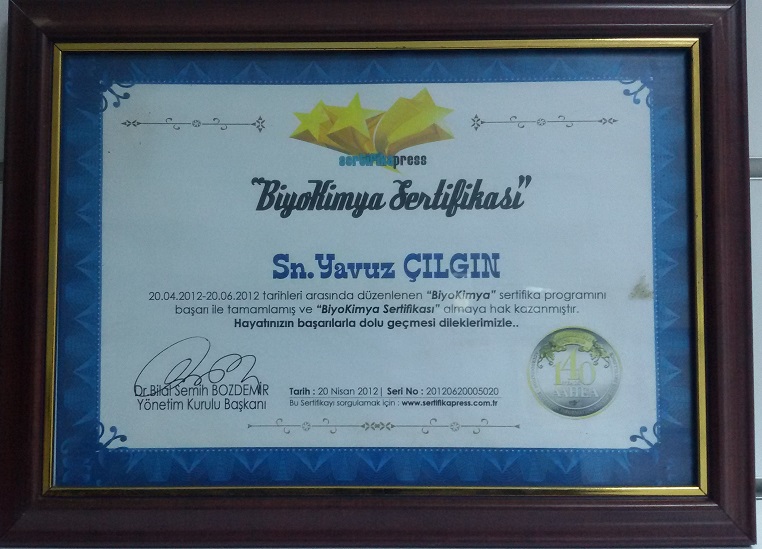 sertifikapress
"BiyoKimya Sertifikası"
Sn.Yavuz ÇILGIN
20.04.2012-20.06.2012 tarihleri arasında düzenlenen "BiyoKimya" sertifika programını
başarı ile tamamlamış ve "BiyoKimya Sertifikası" almaya hak kazanmıştır.
Hayatınızın başarılarla dolu geçmesi dileklerimizle..
Dr.Bilal Semih BOZDEMİR
Yönetim Kurulu Başkanı
Tarih : 20 Nisan 2012| Seri No : 20120620005020
Bu Sertifikayı sorgulamak için : www.sertifikapress.com.tr
140